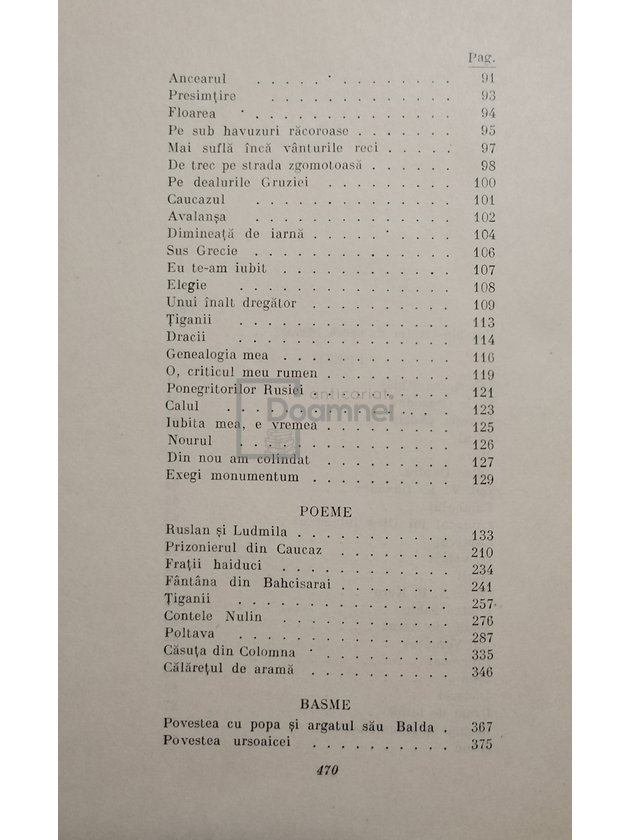 Pag.
Ancearul . . . . . . . . . . . . 91
Presimțire . . . . . . . . . . . 93
Floarea . . . . . . . . . . . . 94
Pe sub havuzuri răcoroase . . . . . . . 95
Mai suflă încă vânturile reci . . . . . 97
De trec pe strada zgomotoasă . . . . . . 98
Pe dealurile Gruziei . . . . . . . . . 100
Caucazul . . . . . . . . . . . . 101
Avalanșa . . . . . . . . . . . . 102
Dimineață de iarnă . . . . . . . . . . 104
Sus Grecie . . . . . . . . . . . . 106
Eu te-am iubit . . . . . . . . . . . 107
Elegie . . . . . . . . . . . . . 108
Unui înalt dregător . . . . . . . . . 109
Țiganii . . . . . . . . . . . . . 113
Dracii . . . . . . . . . . . . . 114
Genealogia mea . . . . . . . . . . . 116
O, criticul meu rumen . . . . . . . . . 119
Ponegritorilor Rusiei . . . . . . . . . 121
Calul . . . . . . . . . . . . . 123
Iubita mea, e vremea . . . . . . . . . 125
Nourul . . . . . . . . . . . . . 126
Din nou am colindat . . . . . . . . . 127
Exegi monumentum . . . . . . . . . . 129
anticariat
Doamnei
POEME
Ruslan și Ludmila . . . . . . . . . . 133
Prizonierul din Caucaz . . . . . . . . 210
Frații haiduci . . . . . . . . . . . 234
Fântâna din Bahcisarai . . . . . . . . 241
Țiganii . . . . . . . . . . . . . 257
Contele Nulin . . . . . . . . . . . 276
Poltava . . . . . . . . . . . . . 287
Căsuța din Colomna . . . . . . . . . . 335
Călărețul de aramă . . . . . . . . . . 346
BASME
Povestea cu popa și argatul său Balda . 367
Povestea ursoaicei . . . . . . . . . . 375
470